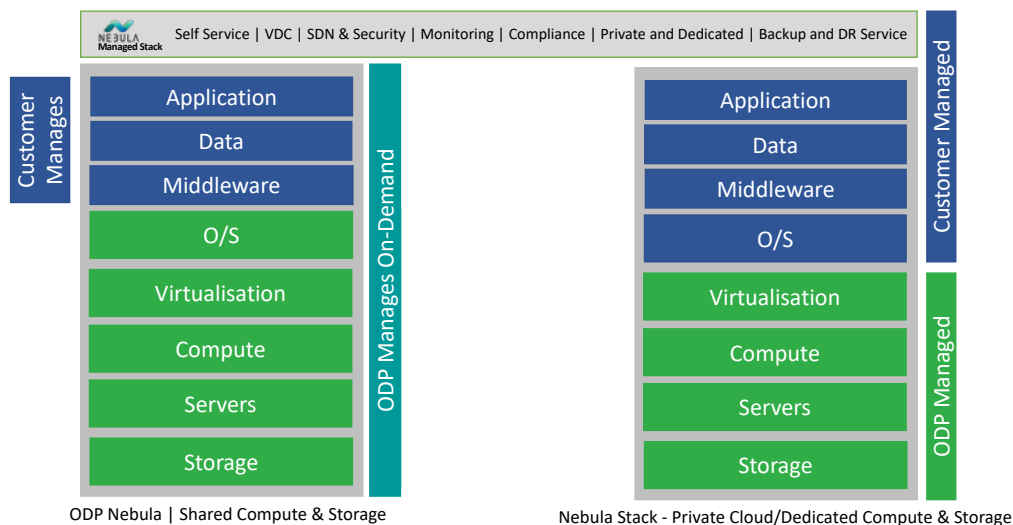 NEBULA
Managed Stack
Self Service | VDC | SDN & Security | Monitoring | Compliance | Private and Dedicated | Backup and DR Service
Customer
Manages
Application
Data
Middleware
O/S
Virtualisation
Compute
Servers
Storage
ODP Manages On-Demand
ODP Nebula | Shared Compute & Storage
Application
Data
Middleware
O/S
Virtualisation
Compute
Servers
Storage
Customer Managed
ODP Managed
Nebula Stack - Private Cloud/Dedicated Compute & Storage